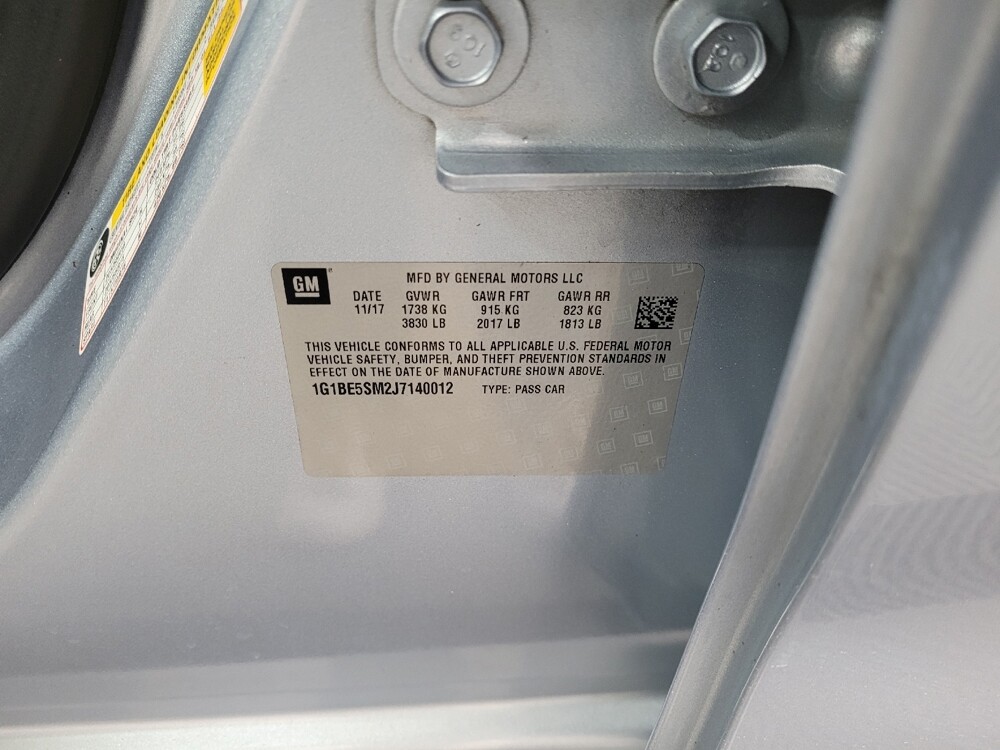 GM
MFD BY GENERAL MOTORS LLC
DATE GVWR GAWR FRT GAWR RR
11/17 1738 KG 915 KG 823 KG
3830 LB 2017 LB 1813 LB
THIS VEHICLE CONFORMS TO ALL APPLICABLE U.S. FEDERAL MOTOR
VEHICLE SAFETY, BUMPER, AND THEFT PREVENTION STANDARDS IN
EFFECT ON THE DATE OF MANUFACTURE SHOWN ABOVE.
1G1BE5SM2J7140012 TYPE: PASS CAR